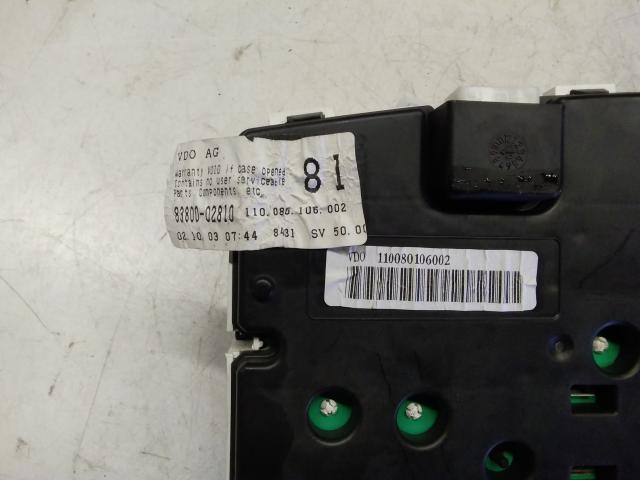 VDO AG
Warranty VOID if case opened
Contains no user serviceable
Parts Components etc.
81
83800-02810 110.080.106.002
02.10.03 07:44 8431 SV 50.00
VDO 110080106002